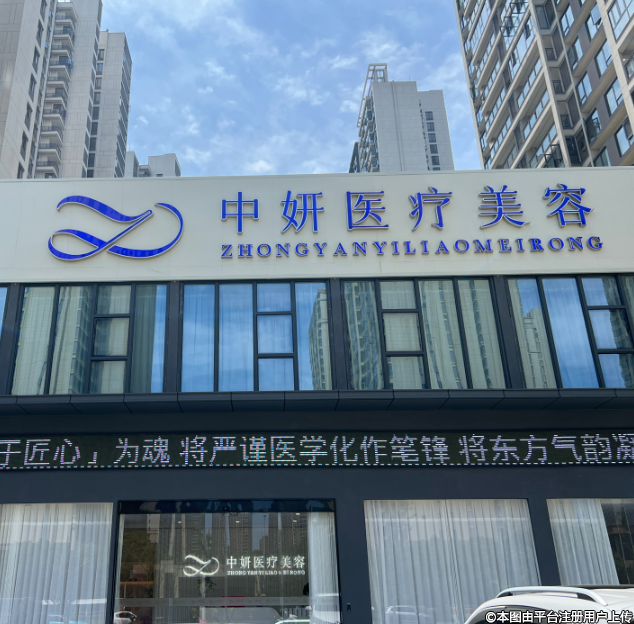 中妍医疗美容
ZHONGYANYILIAOMEIRONG
于匠心」为魂 将严谨医学化作笔锋 将东方气韵凝
中妍医疗美容
©本图由平台注册用户上传